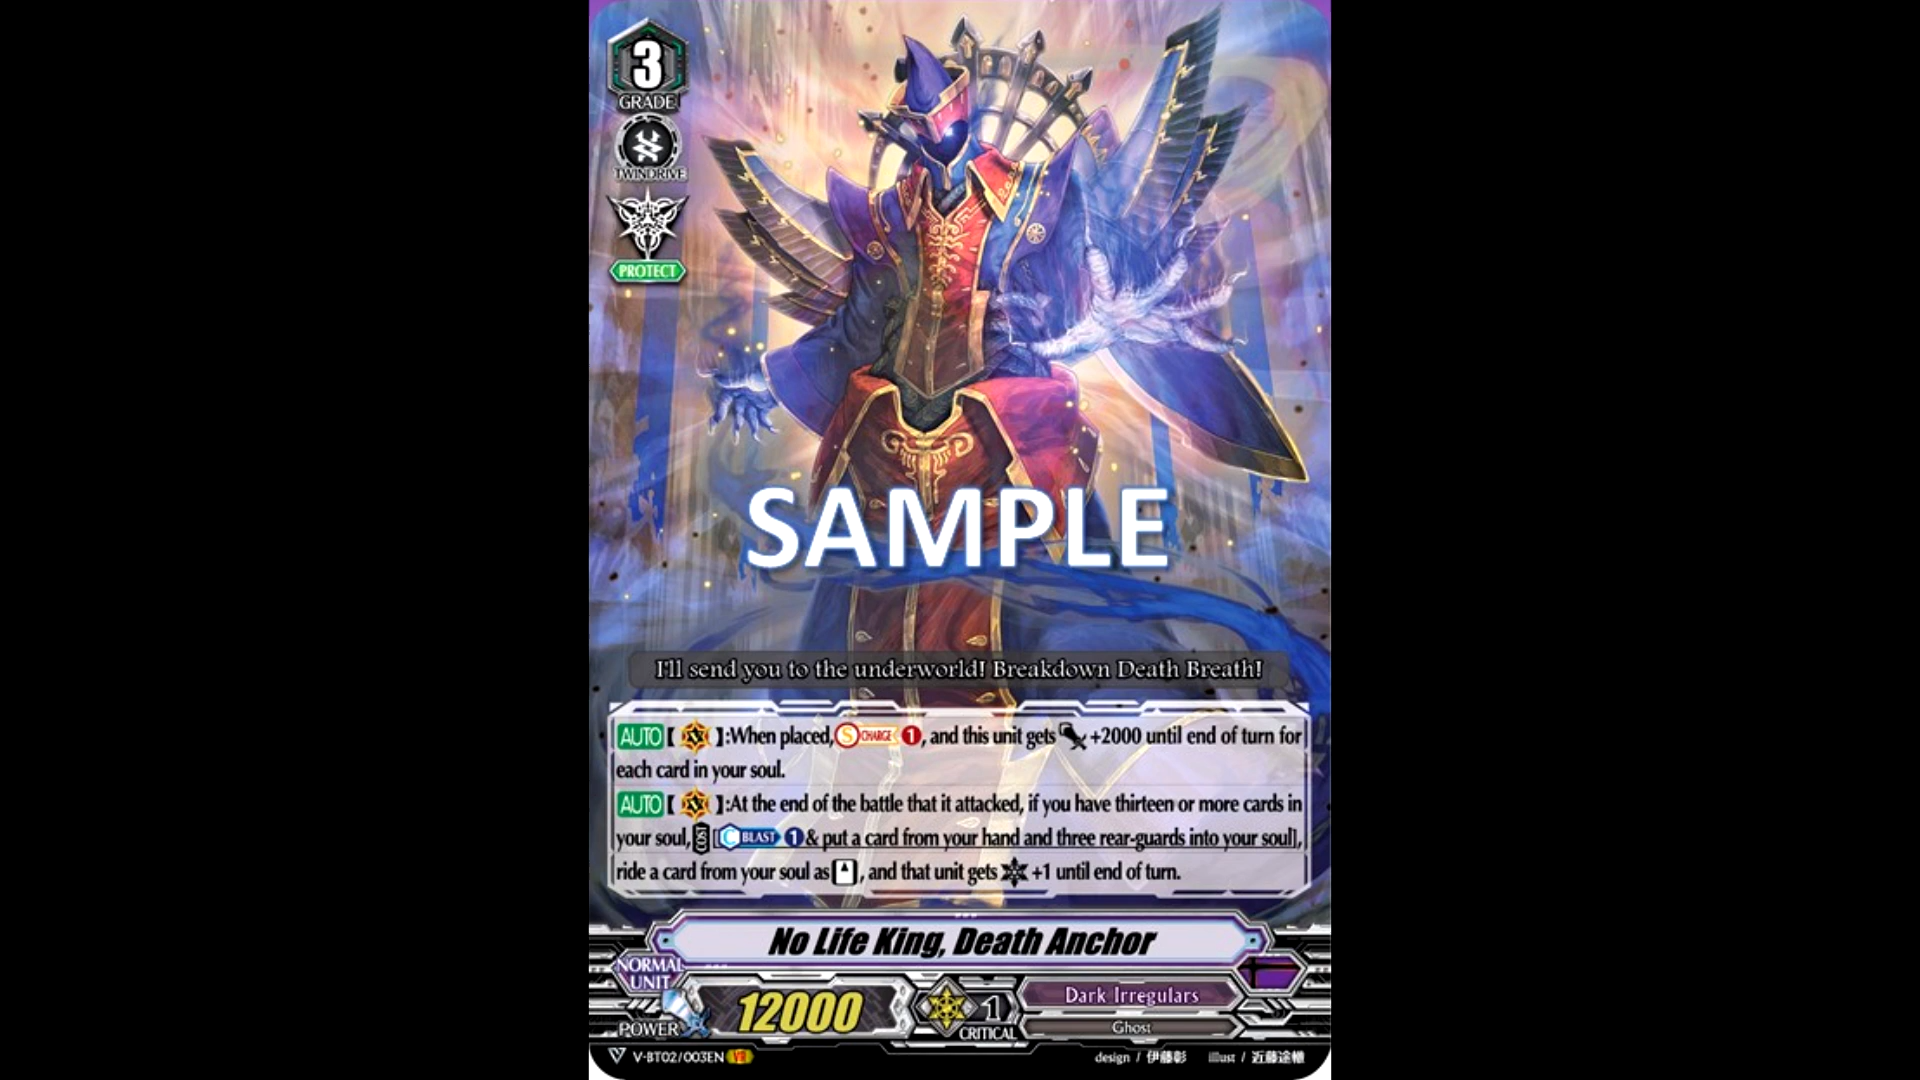 3
GRADE
TWINDRIVE
PROTECT
SAMPLE
I'll send you to the underworld! Breakdown Death Breath!
AUTO【 V 】:When placed, S CHARGE 1, and this unit gets +2000 until end of turn for
each card in your soul.
AUTO【 V 】:At the end of the battle that it attacked, if you have thirteen or more cards in
your soul, COST [C BLAST 1 & put a card from your hand and three rear-guards into your soul],
ride a card from your soul as , and that unit gets +1 until end of turn.
No Life King, Death Anchor
NORMAL
UNIT
POWER 12000
1 CRITICAL
Dark Irregulars
Ghost
V-BT02/003EN VR
design / 伊藤彰 illust / 近藤途轍